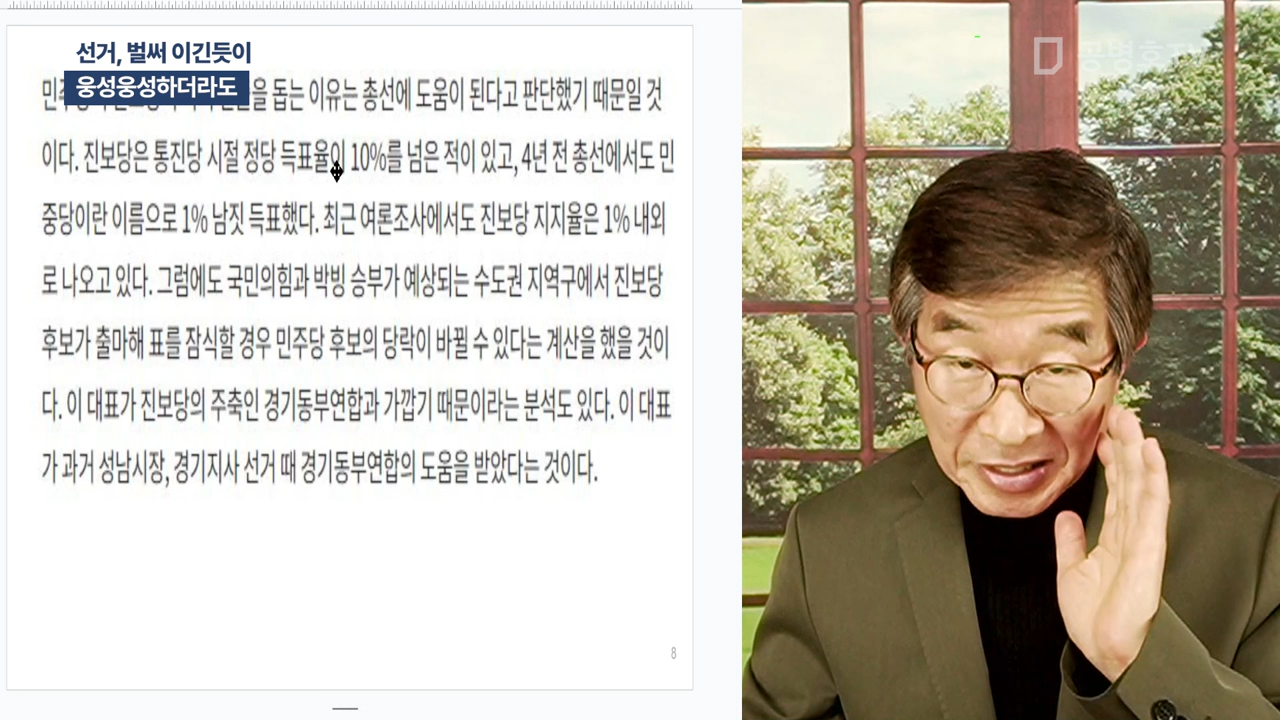 선거, 벌써 이긴듯이
웅성웅성하더라도
을 돕는 이유는 총선에 도움이 된다고 판단했기 때문일 것
이다. 진보당은 통진당 시절 정당 득표율이 10%를 넘은 적이 있고, 4년 전 총선에서도 민
중당이란 이름으로 1% 남짓 득표했다. 최근 여론조사에서도 진보당 지지율은 1% 내외
로 나오고 있다. 그럼에도 국민의힘과 박빙 승부가 예상되는 수도권 지역구에서 진보당
후보가 출마해 표를 잠식할 경우 민주당 후보의 당락이 바뀔 수 있다는 계산을 했을 것이
다. 이 대표가 진보당의 주축인 경기동부연합과 가깝기 때문이라는 분석도 있다. 이 대표
가 과거 성남시장, 경기지사 선거 때 경기동부연합의 도움을 받았다는 것이다.
8